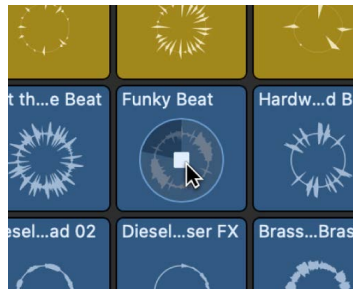 t th...e Beat
Funky Beat
Hardw...d B
esel...ad 02
Diesel...ser FX
Brass...Bras